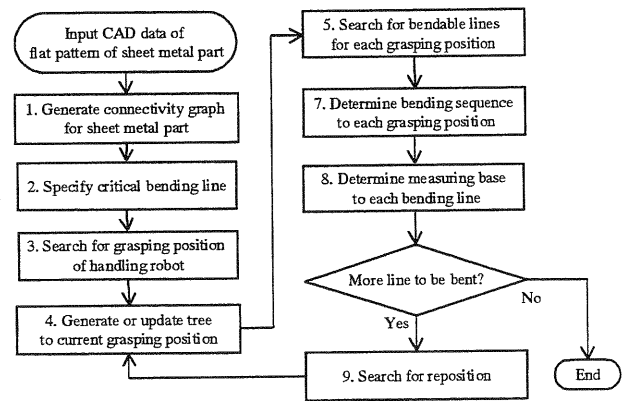 Input CAD data of
flat pattern of sheet metal part
1. Generate connectivity graph
for sheet metal part
2. Specify critical bending line
3. Search for grasping position
of handling robot
4. Generate or update tree
to current grasping position
5. Search for bendable lines
for each grasping position
7. Determine bending sequence
to each grasping position
8. Determine measuring base
to each bending line
More line to be bent?
No
Yes
9. Search for reposition
End